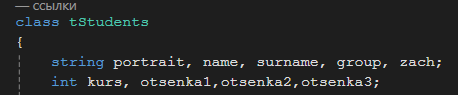 — ссылки
class tStudents
{
string portrait, name, surname, group, zach;
int kurs, otsenka1,otsenka2,otsenka3;